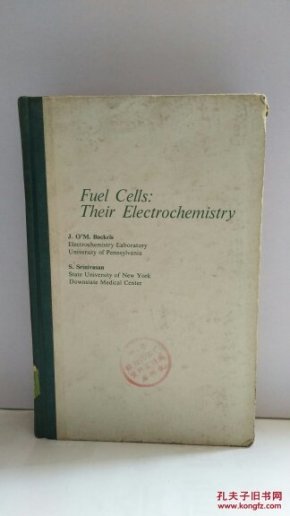 Fuel Cells:
Their Electrochemistry
J. O'M. Bockris
Electrochemistry Laboratory
University of Pennsylvania
S. Srinivasan
State University of New York
Downstate Medical Center
孔夫子旧书网
www.kongfz.com